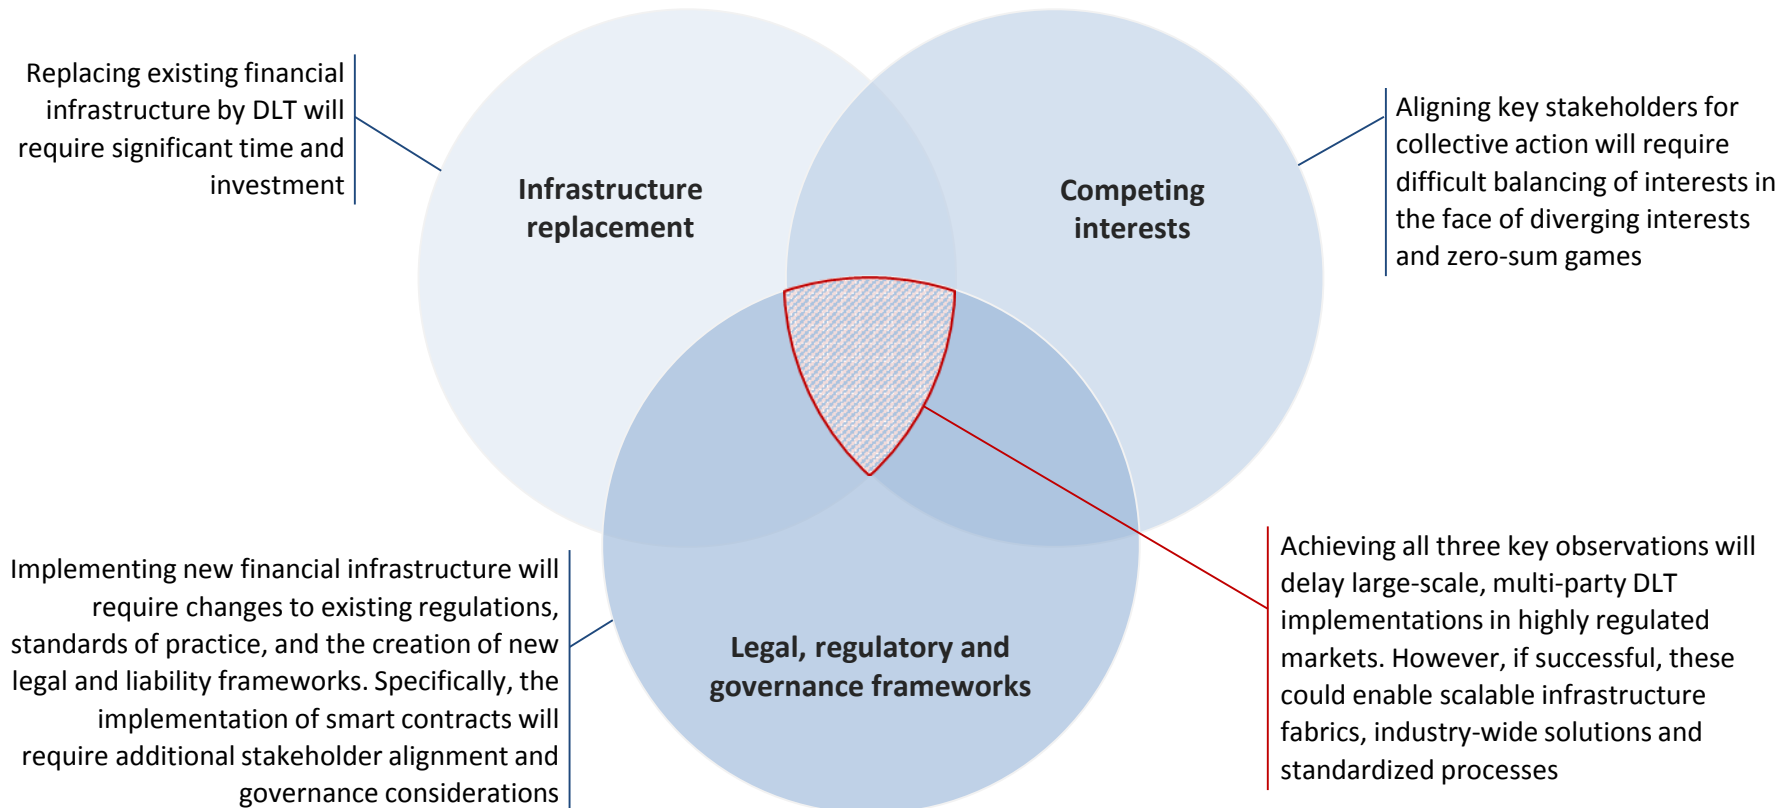 Replacing existing financial
infrastructure by DLT will
require significant time and
investment
Infrastructure
replacement
Competing
interests
Aligning key stakeholders for
collective action will require
difficult balancing of interests in
the face of diverging interests
and zero-sum games
Implementing new financial infrastructure will
require changes to existing regulations,
standards of practice, and the creation of new
legal and liability frameworks. Specifically, the
implementation of smart contracts will
require additional stakeholder alignment and
governance considerations
Legal, regulatory and
governance frameworks
Achieving all three key observations will
delay large-scale, multi-party DLT
implementations in highly regulated
markets. However, if successful, these
could enable scalable infrastructure
fabrics, industry-wide solutions and
standardized processes